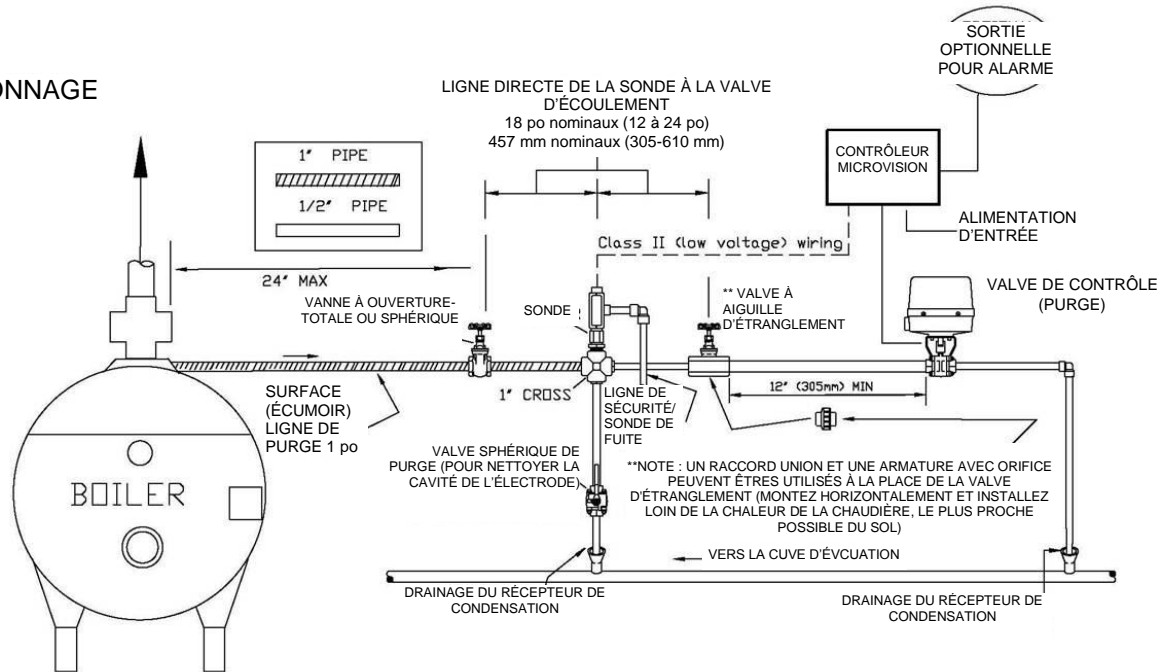 ONNAGE
SORTIE
OPTIONNELLE
POUR ALARME
LIGNE DIRECTE DE LA SONDE À LA VALVE
D'ÉCOULEMENT
18 po nominaux (12 à 24 po)
457 mm nominaux (305-610 mm)
1" PIPE
1/2" PIPE
CONTRÔLEUR
MICROVISION
ALIMENTATION
D'ENTRÉE
Class II (low voltage) wiring
24" MAX
VANNE À OUVERTURE-
TOTALE OU SPHÉRIQUE
SONDE
** VALVE À
AIGUILLE
D'ÉTRANGLEMENT
VALVE DE CONTRÔLE
(PURGE)
SURFACE
(ÉCUMOIR)
LIGNE DE
PURGE 1 po
1" CROSS
LIGNE DE
SÉCURITÉ/
SONDE DE
FUITE
12" (305mm) MIN
VALVE SPHÉRIQUE DE
PURGE (POUR NETTOYER LA
CAVITÉ DE L'ÉLECTRODE)
**NOTE : UN RACCORD UNION ET UNE ARMATURE AVEC ORIFICE
PEUVENT ÊTRES UTILISÉS À LA PLACE DE LA VALVE
D'ÉTRANGLEMENT (MONTEZ HORIZONTALEMENT ET INSTALLEZ
LOIN DE LA CHALEUR DE LA CHAUDIÈRE, LE PLUS PROCHE
POSSIBLE DU SOL)
BOILER
VERS LA CUVE D'ÉVCUATION
DRAINAGE DU RÉCEPTEUR DE
CONDENSATION
DRAINAGE DU RÉCEPTEUR DE
CONDENSATION